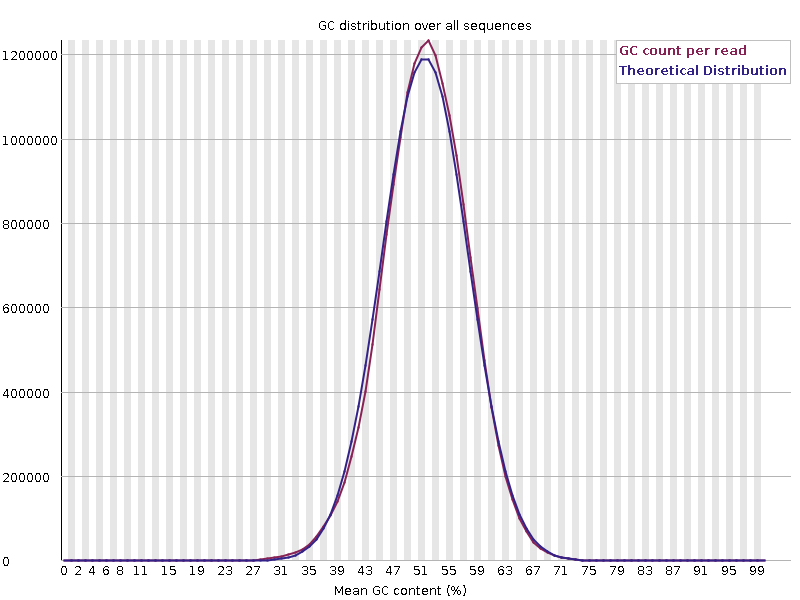 GC distribution over all sequences
GC count per read
Theoretical Distribution
1200000
1000000
800000
600000
400000
200000
0
0 2 4 6 8 11 15 19 23 27 31 35 39 43 47 51 55 59 63 67 71 75 79 83 87 91 95 99
Mean GC content (%)